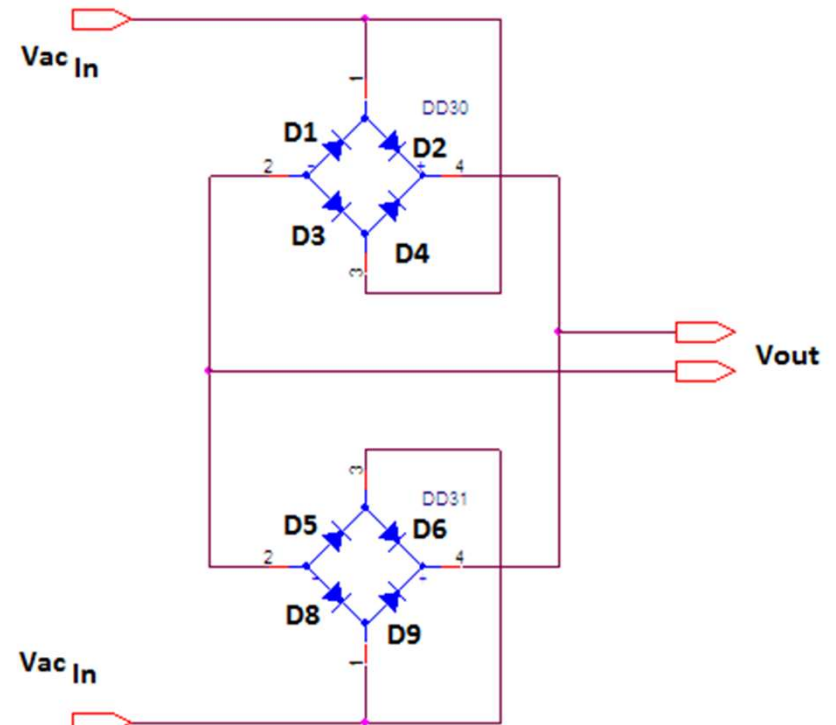 Vac In
1
DD30
D1
D2
2
-
+
4
D3
D4
3
Vout
3
DD31
D5
D6
2
-
-
4
D8
D9
1
Vac In